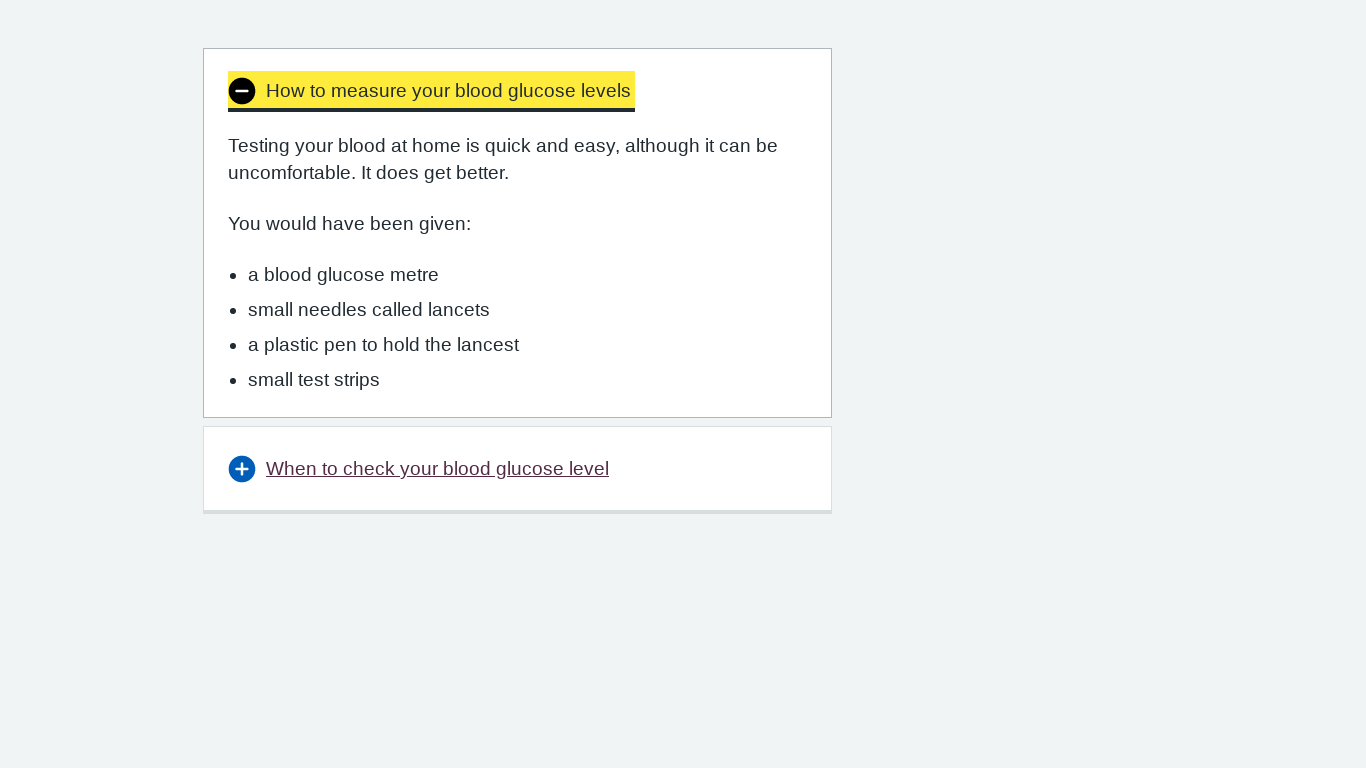 How to measure your blood glucose levels
Testing your blood at home is quick and easy, although it can be
uncomfortable. It does get better.
You would have been given:
a blood glucose metre
small needles called lancets
a plastic pen to hold the lancest
small test strips
When to check your blood glucose level